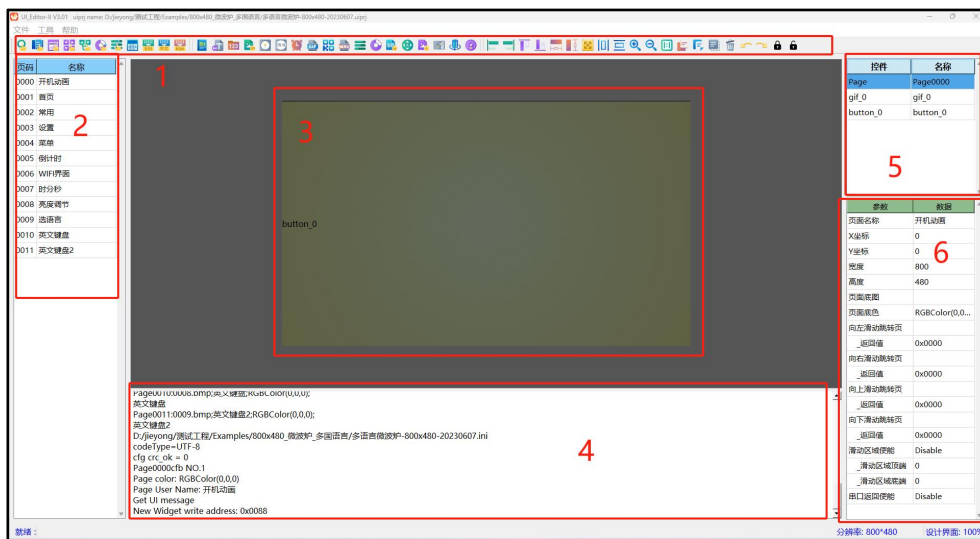 UI_Editor-II V3.01 uiprj name: D:/jieyong/测试工程/Examples/800x480_微波炉_多国语言/多语言微波炉-800x480-20230607.uiprj
文件 工具 帮助
1
页码 名称
0000 开机动画
0001 首页
0002 常用
0003 设置
0004 菜单
0005 倒计时
0006 WIFI界面
0007 时分秒
0008 亮度调节
0009 选语言
0010 英文键盘
0011 英文键盘2
2
3
button_0
Page0010:0008.bmp;英文键盘;RGBColor(0,0,0);
英文键盘
Page0011:0009.bmp;英文键盘2;RGBColor(0,0,0);
英文键盘2
D:/jieyong/测试工程/Examples/800x480_微波炉_多国语言/多语言微波炉-800x480-20230607.ini
codeType=UTF-8
cfg crc_ok = 0
Page0000cfb NO.1
Page color: RGBColor(0,0,0)
Page User Name: 开机动画
Get UI message
New Widget write address: 0x0088
4
控件 名称
Page Page0000
gif_0 gif_0
button_0 button_0
5
参数 数据
页面名称 开机动画
X坐标 0
Y坐标 0
宽度 800
高度 480
页面底图
页面底色 RGBColor(0,0...
向左滑动跳转页
_返回值 0x0000
向右滑动跳转页
_返回值 0x0000
向上滑动跳转页
_返回值 0x0000
向下滑动跳转页
_返回值 0x0000
滑动区域使能 Disable
_滑动区域顶端 0
_滑动区域底端 0
串口返回使能 Disable
6
就绪：
分辨率: 800*480 设计界面: 100%